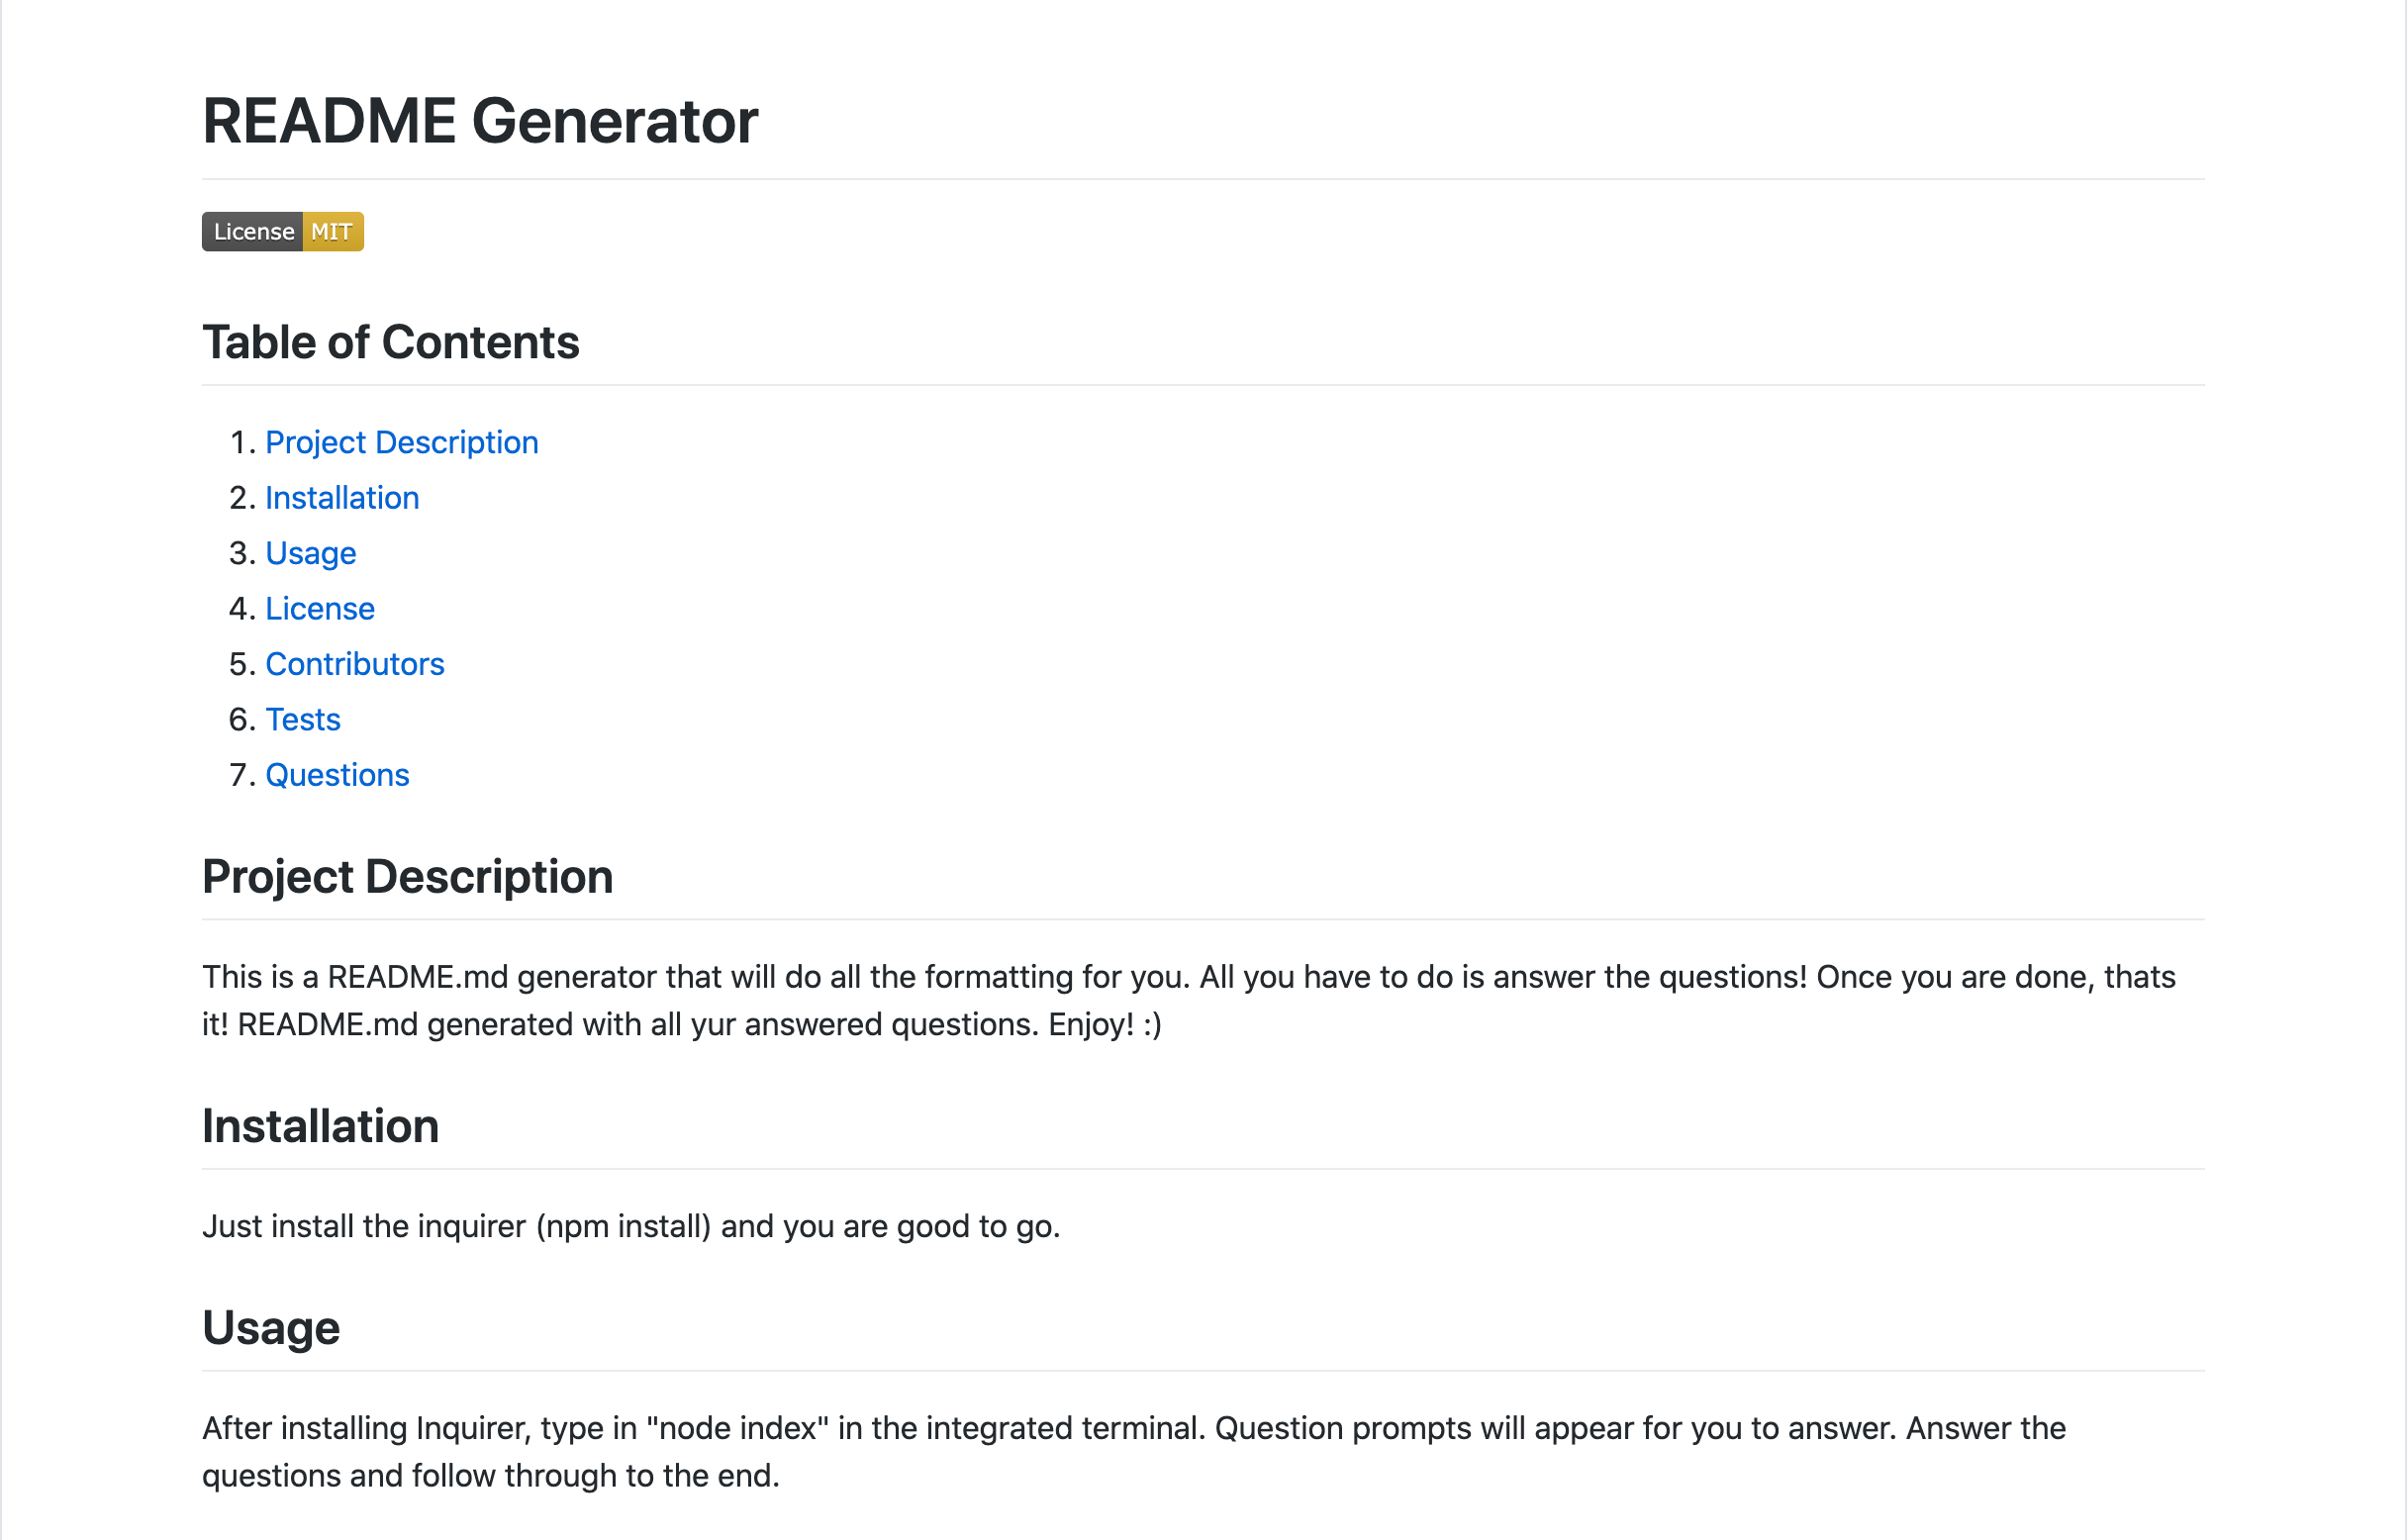 README Generator
License MIT
Table of Contents
1. Project Description
2. Installation
3. Usage
4. License
5. Contributors
6. Tests
7. Questions
Project Description
This is a README.md generator that will do all the formatting for you. All you have to do is answer the questions! Once you are done, thats
it! README.md generated with all yur answered questions. Enjoy! :)
Installation
Just install the inquirer (npm install) and you are good to go.
Usage
After installing Inquirer, type in "node index" in the integrated terminal. Question prompts will appear for you to answer. Answer the
questions and follow through to the end.